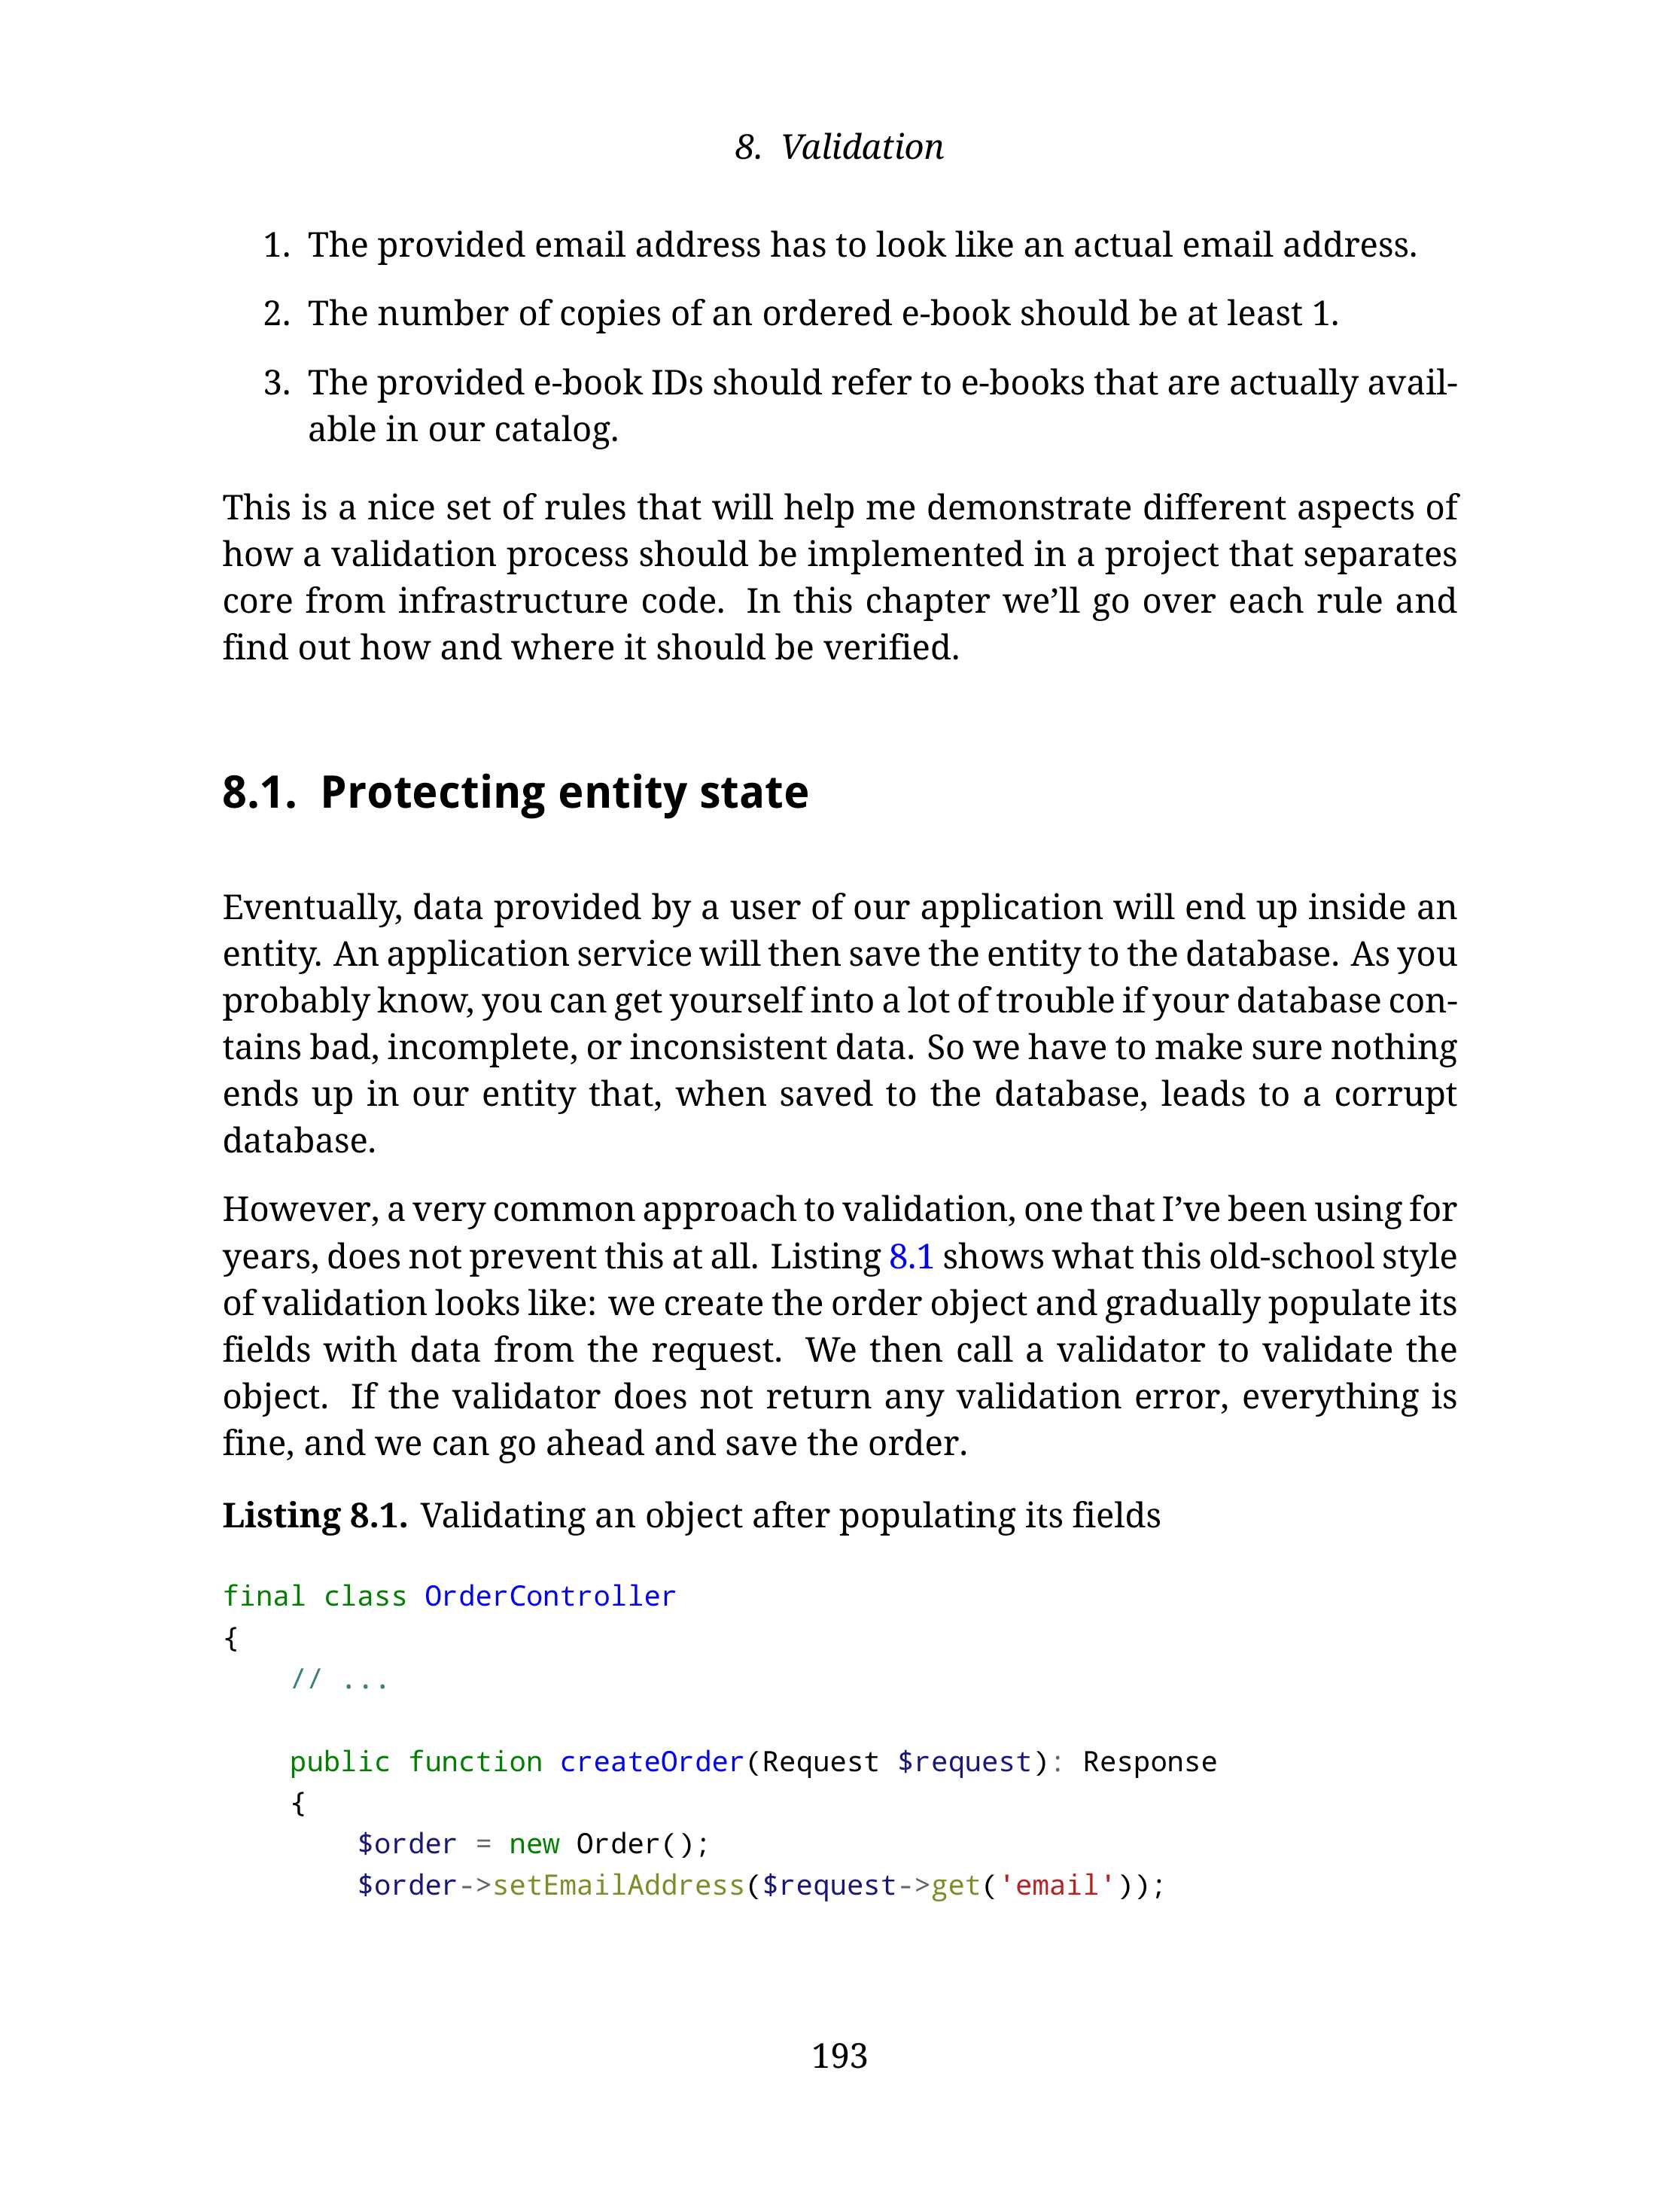 8. Validation
1. The provided email address has to look like an actual email address.
2. The number of copies of an ordered e-book should be at least 1.
3. The provided e-book IDs should refer to e-books that are actually avail-
able in our catalog.
This is a nice set of rules that will help me demonstrate different aspects of
how a validation process should be implemented in a project that separates
core from infrastructure code. In this chapter we’ll go over each rule and
find out how and where it should be verified.
8.1. Protecting entity state
Eventually, data provided by a user of our application will end up inside an
entity. An application service will then save the entity to the database. As you
probably know, you can get yourself into a lot of trouble if your database con-
tains bad, incomplete, or inconsistent data. So we have to make sure nothing
ends up in our entity that, when saved to the database, leads to a corrupt
database.
However, a very common approach to validation, one that I’ve been using for
years, does not prevent this at all. Listing 8.1 shows what this old-school style
of validation looks like: we create the order object and gradually populate its
fields with data from the request. We then call a validator to validate the
object. If the validator does not return any validation error, everything is
fine, and we can go ahead and save the order.
Listing 8.1. Validating an object after populating its fields
final class OrderController
{
    // ...
    public function createOrder(Request $request): Response
    {
        $order = new Order();
        $order->setEmailAddress($request->get('email'));
193